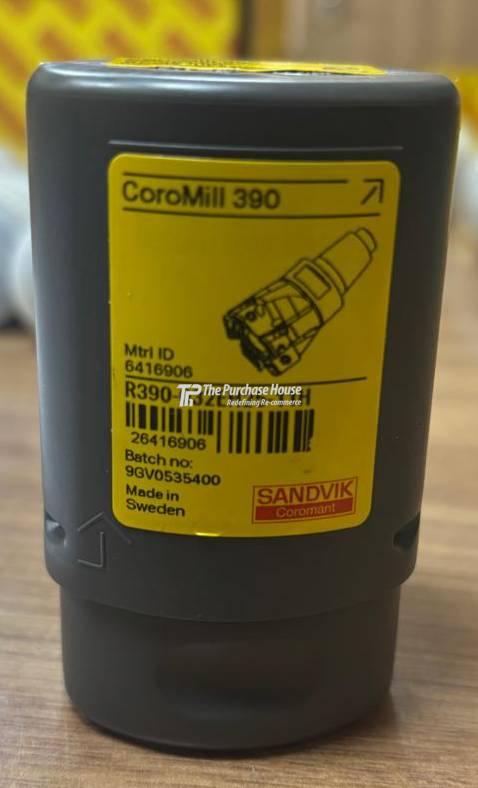 CoroMill 390
Mtrl ID
6416906
The Purchase House
Redefining Re-commerce
26416906
Batch no:
9GV0535400
Made in
Sweden
SANDVIK
Coromant